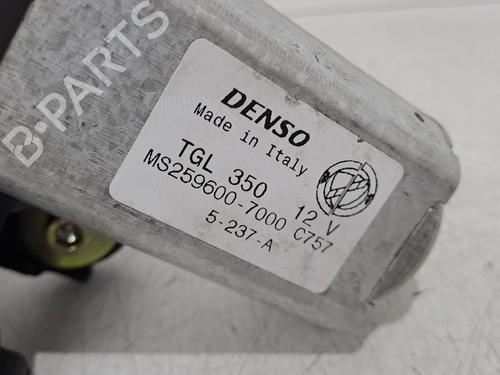 B-PARTS
DENSO
Made in Italy
TGL 350 12 V
MS259600-7000 C757
5-237-A